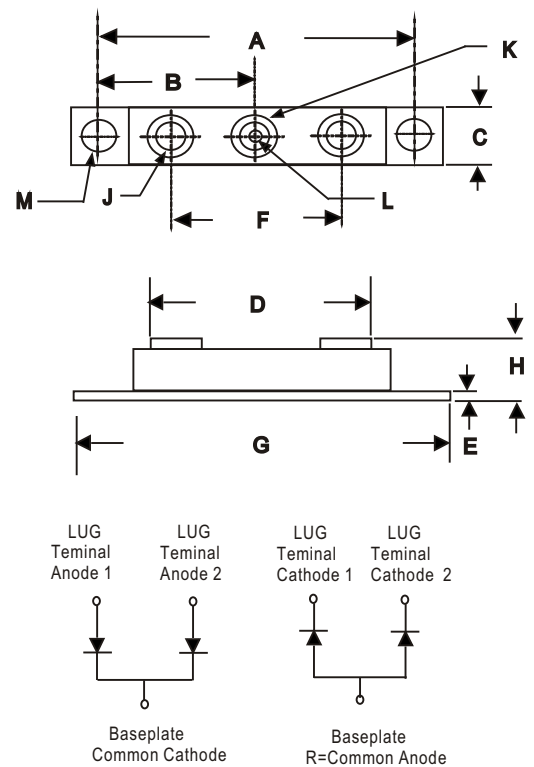 A
K
B
C
M
J
L
F
D
H
E
G
LUG
Teminal
Anode 1
LUG
Teminal
Anode 2
LUG
Teminal
Cathode 1
LUG
Teminal
Cathode 2
Baseplate
Common Cathode
Baseplate
R=Common Anode